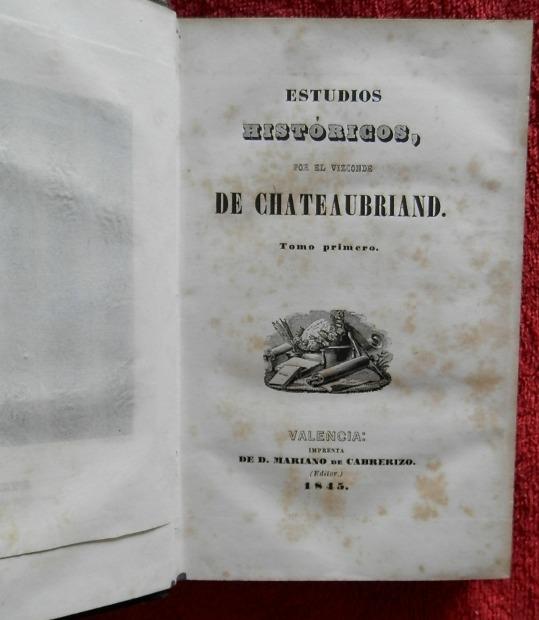 ESTUDIOS
HISTÓRICOS,
POR EL VIZCONDE
DE CHATEAUBRIAND.
Tomo primero.
VALENCIA:
IMPRENTA
DE D. MARIANO DE CABRERIZO.
(Editor.)
1845.